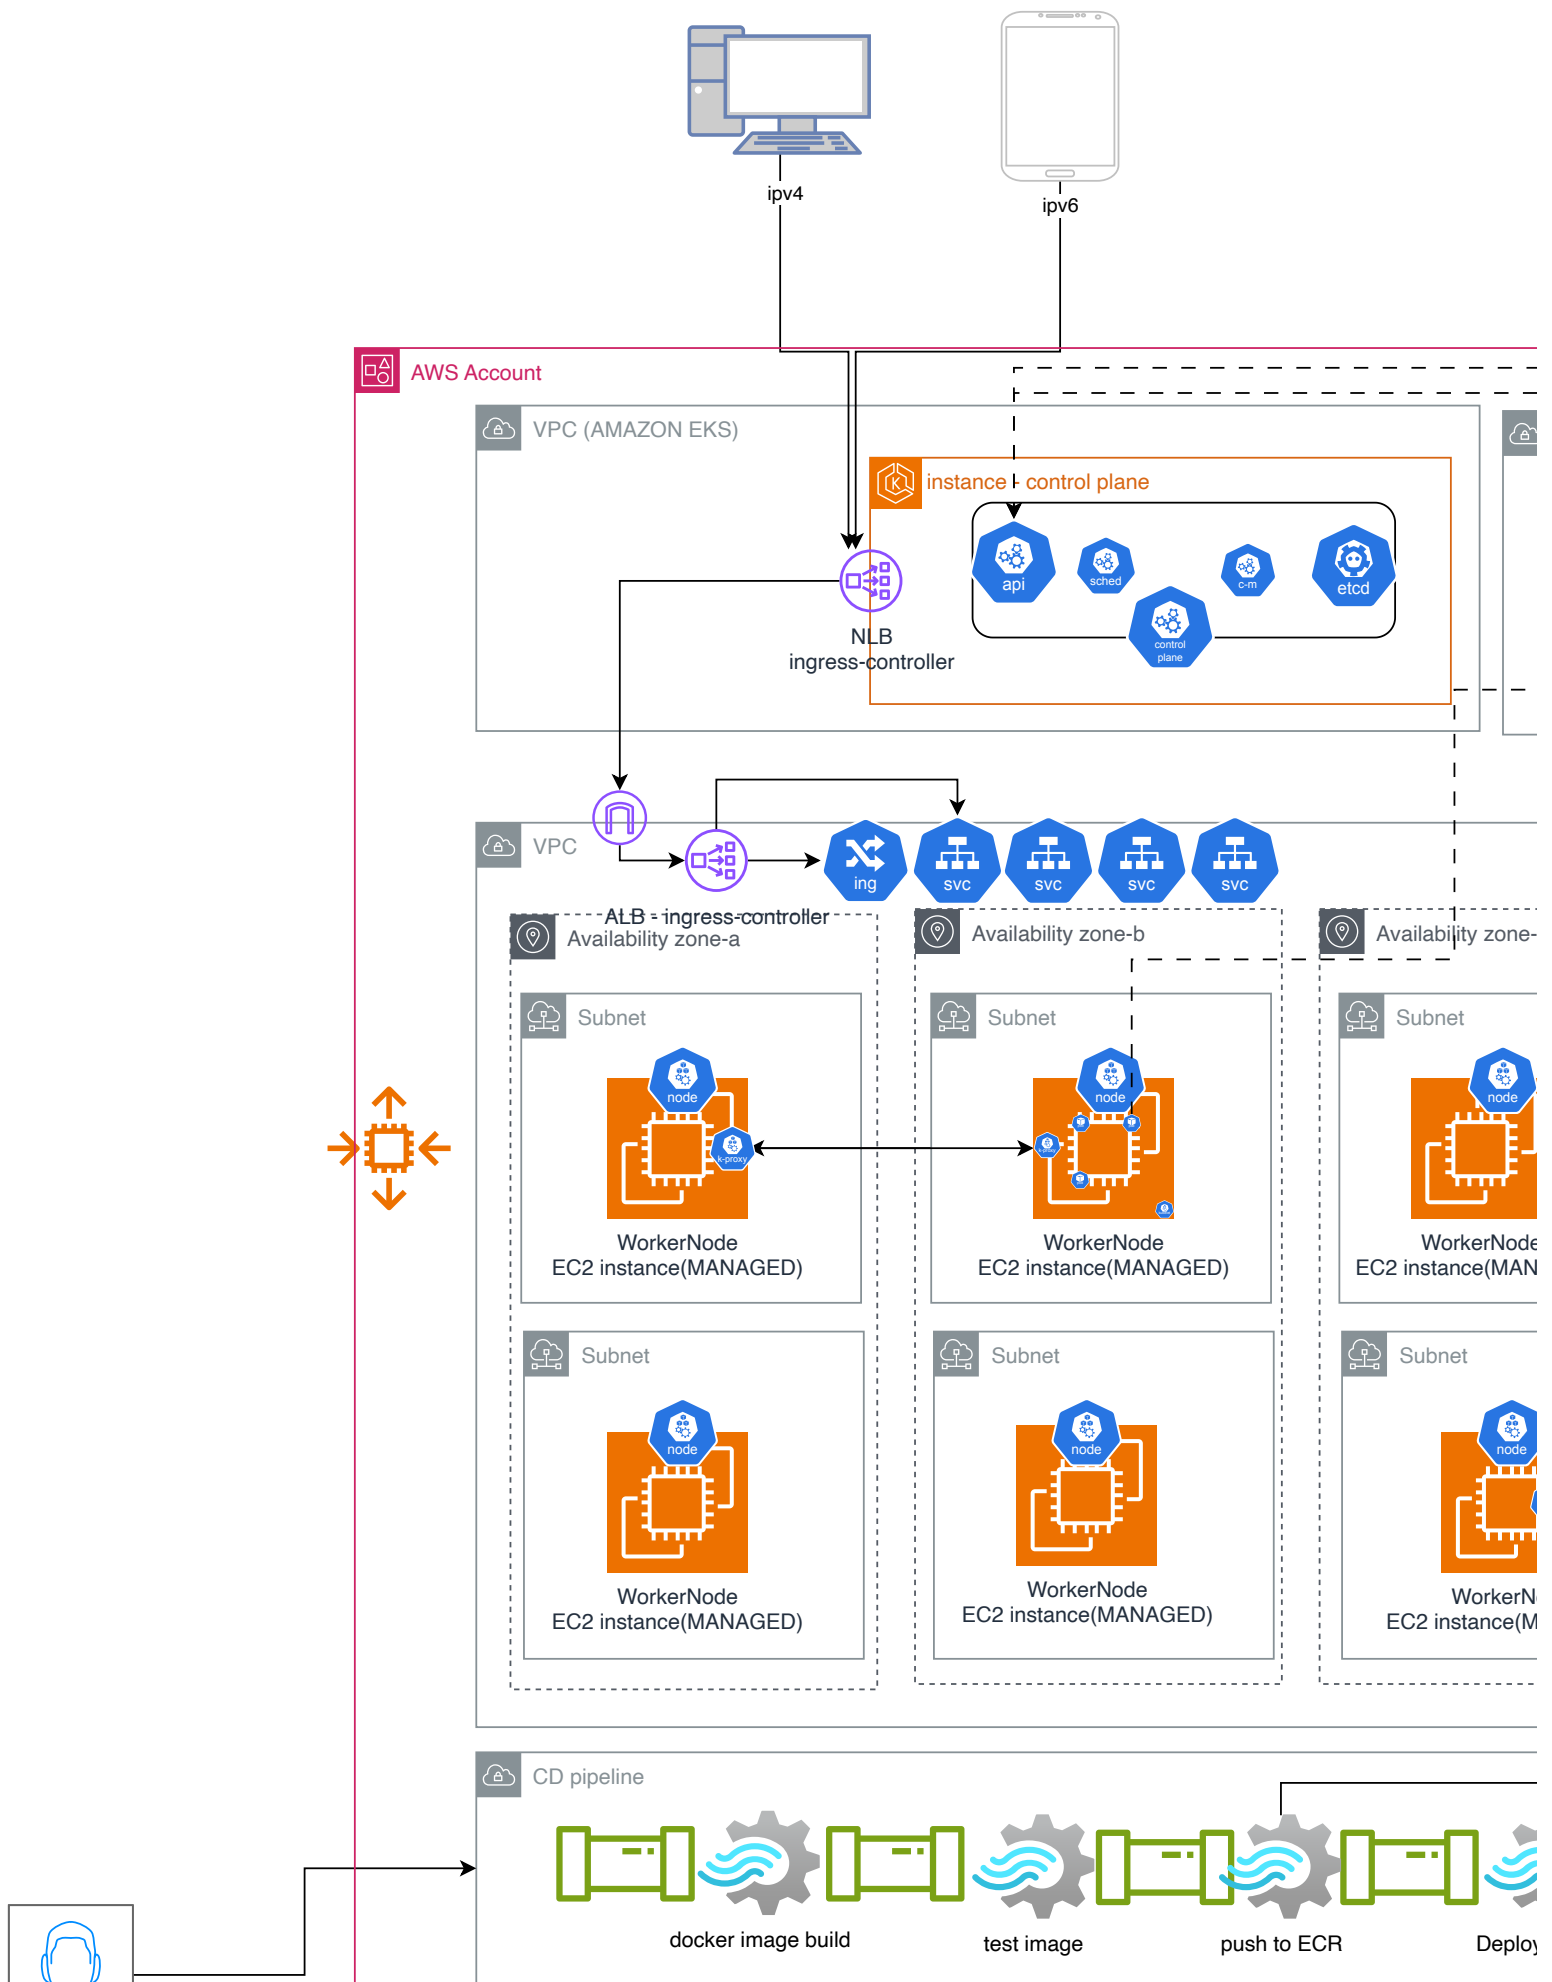 ipv4
ipv6
AWS Account
VPC (AMAZON EKS)
instance - control plane
api
sched
c-m
etcd
control
plane
NLB
ingress-controller
VPC
ing
svc
svc
svc
svc
ALB - ingress-controller
Availability zone-a
Availability zone-b
Availability zone-
Subnet
Subnet
Subnet
node
node
node
k-proxy
k-proxy
WorkerNode
EC2 instance(MANAGED)
WorkerNode
EC2 instance(MANAGED)
WorkerNode
EC2 instance(MAN
Subnet
Subnet
Subnet
node
node
node
WorkerNode
EC2 instance(MANAGED)
WorkerNode
EC2 instance(MANAGED)
WorkerN
EC2 instance(M
CD pipeline
docker image build
test image
push to ECR
Deploy